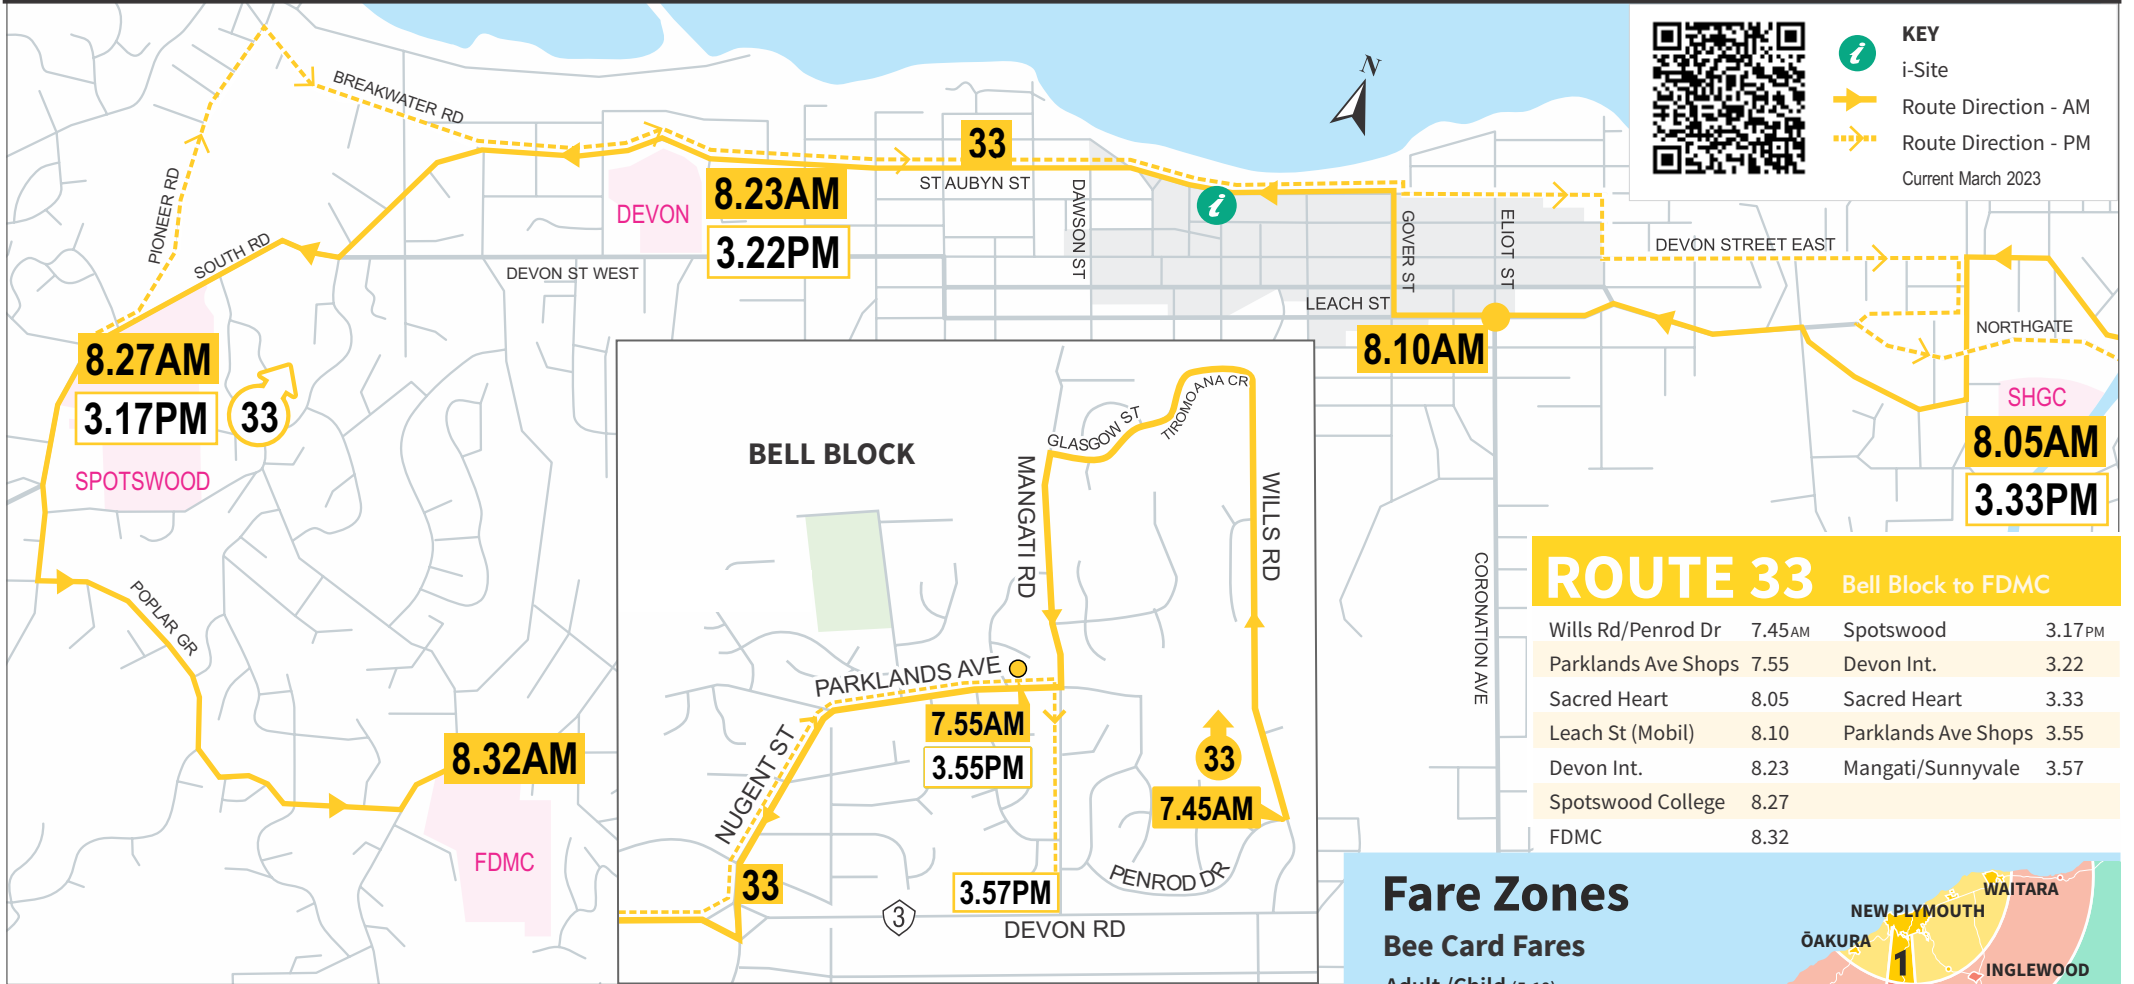 KEY
i-Site
Route Direction - AM
Route Direction - PM
Current March 2023
N
BREAKWATER RD
PIONEER RD
SOUTH RD
33
ST AUBYN ST
8.23AM
3.22PM
DEVON
DEVON ST WEST
DAWSON ST
GOVER ST
ELIOT ST
LEACH ST
8.10AM
DEVON STREET EAST
NORTHGATE
SHGC
8.05AM
3.33PM
8.27AM
3.17PM
33
SPOTSWOOD
POPLAR GR
8.32AM
FDMC
CORONATION AVE
BELL BLOCK
GLASGOW ST
TIROMOANA CR
MANGATI RD
WILLS RD
PARKLANDS AVE
7.55AM
3.55PM
NUGENT ST
33
7.45AM
33
3.57PM
PENROD DR
3
DEVON RD
ROUTE 33 Bell Block to FDMC
Wills Rd/Penrod Dr 7.45AM Spotswood 3.17PM
Parklands Ave Shops 7.55 Devon Int. 3.22
Sacred Heart 8.05 Sacred Heart 3.33
Leach St (Mobil) 8.10 Parklands Ave Shops 3.55
Devon Int. 8.23 Mangati/Sunnyvale 3.57
Spotswood College 8.27
FDMC 8.32
Fare Zones
Bee Card Fares
WAITARA
NEW PLYMOUTH
ŌAKURA
1
INGLEWOOD